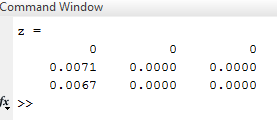 Command Window
z =
0 0 0
0.0071 0.0000 0.0000
0.0067 0.0000 0.0000
fx >>